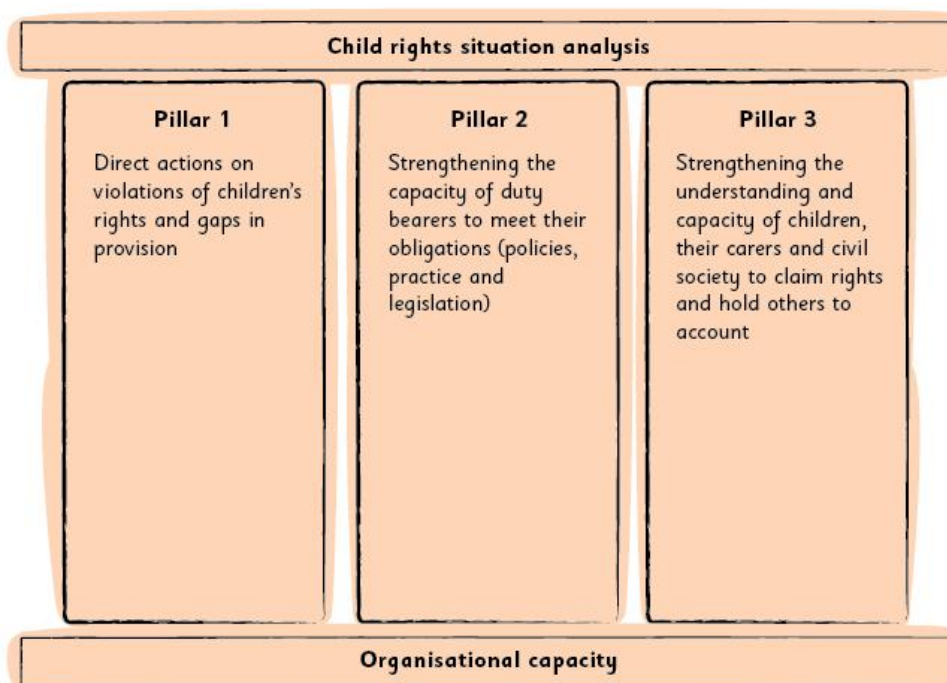 Child rights situation analysis
Pillar 1
Direct actions on
violations of children's
rights and gaps in
provision
Pillar 2
Strengthening the
capacity of duty
bearers to meet their
obligations (policies,
practice and
legislation)
Pillar 3
Strengthening the
understanding and
capacity of children,
their carers and civil
society to claim rights
and hold others to
account
Organisational capacity